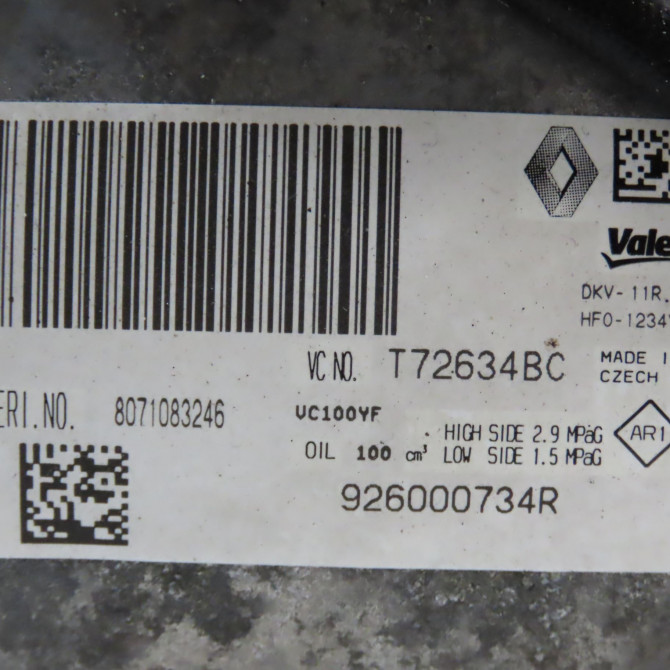 Vale
DKV-11R.
HFO-1234Y
VC NO. T72634BC
MADE I
CZECH
ERI.NO. 8071083246
VC100YF
HIGH SIDE 2.9 MPaG
AR1
OIL 100 cm³
LOW SIDE 1.5 MPaG
926000734R